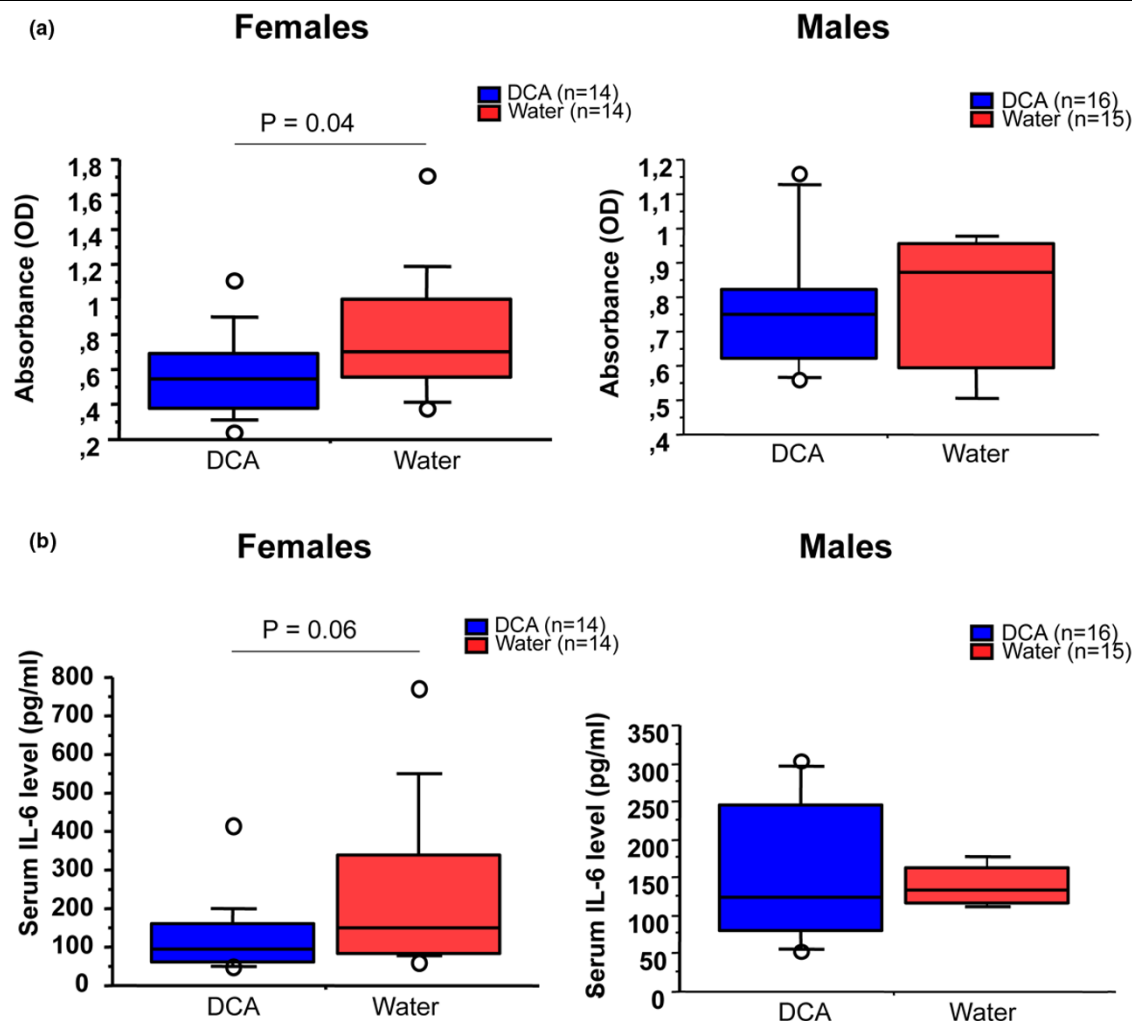 (a)
Females
Males
DCA (n=14)
Water (n=14)
DCA (n=16)
Water (n=15)
P = 0.04
Absorbance (OD)
1,8
1,6
1,4
1,2
1
,8
,6
,4
,2
DCA
Water
Absorbance (OD)
1,2
1,1
1
,9
,8
,7
,6
,5
,4
DCA
Water
(b)
Females
Males
DCA (n=14)
Water (n=14)
DCA (n=16)
Water (n=15)
P = 0.06
Serum IL-6 level (pg/ml)
800
700
600
500
400
300
200
100
0
DCA
Water
Serum IL-6 level (pg/ml)
350
300
250
200
150
100
50
0
DCA
Water